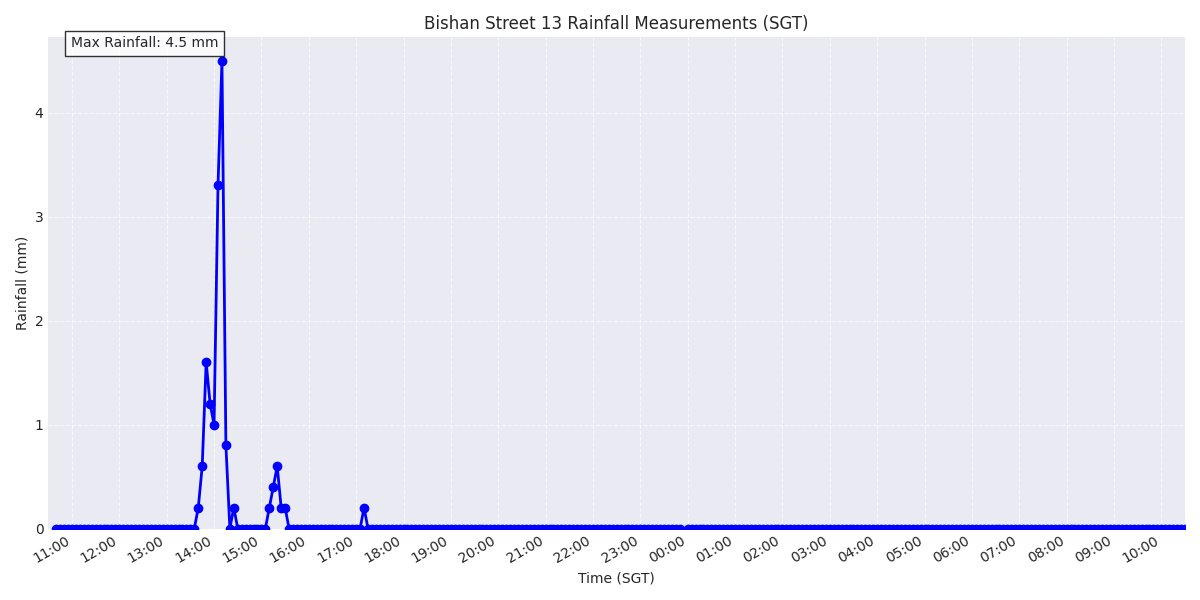 Bishan Street 13 Rainfall Measurements (SGT)
Max Rainfall: 4.5 mm
Rainfall (mm)
4
3
2
1
0
11:00 12:00 13:00 14:00 15:00 16:00 17:00 18:00 19:00 20:00 21:00 22:00 23:00 00:00 01:00 02:00 03:00 04:00 05:00 06:00 07:00 08:00 09:00 10:00
Time (SGT)